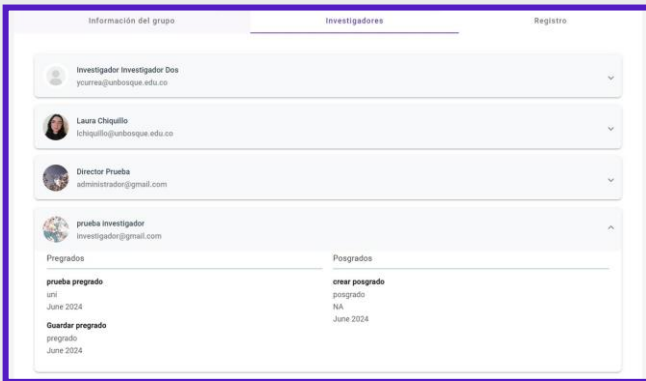 Información del grupo
Investigadores
Registro
Investigador Investigador Dos
ycurrea@unbosque.edu.co
Laura Chiquillo
lchiquillo@unbosque.edu.co
Director Prueba
administrador@gmail.com
prueba investigador
investigador@gmail.com
Pregrados
prueba pregrado
uni
June 2024
Guardar pregrado
pregrado
June 2024
Posgrados
crear posgrado
posgrado
NA
June 2024